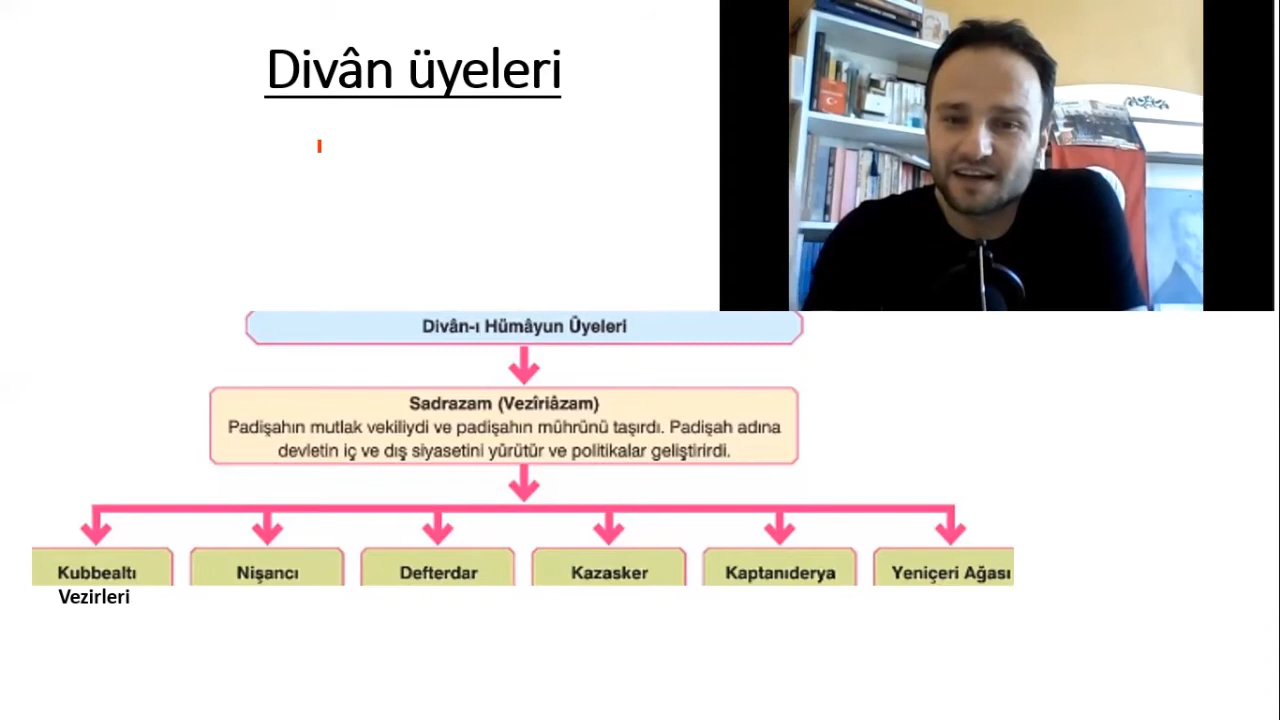 Divân üyeleri
Divân-ı Hümâyun Üyeleri
Sadrazam (Vezîriâzam)
Padişahın mutlak vekiliydi ve padişahın mührünü taşırdı. Padişah adına
devletin iç ve dış siyasetini yürütür ve politikalar geliştirirdi.
Kubbealtı
Vezirleri
Nişancı
Defterdar
Kazasker
Kaptanıderya
Yeniçeri Ağası